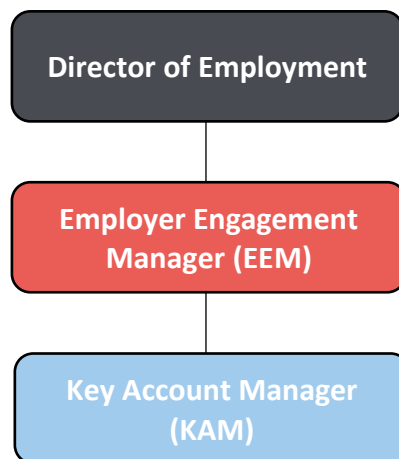 Director of Employment
Employer Engagement
Manager (EEM)
Key Account Manager
(KAM)